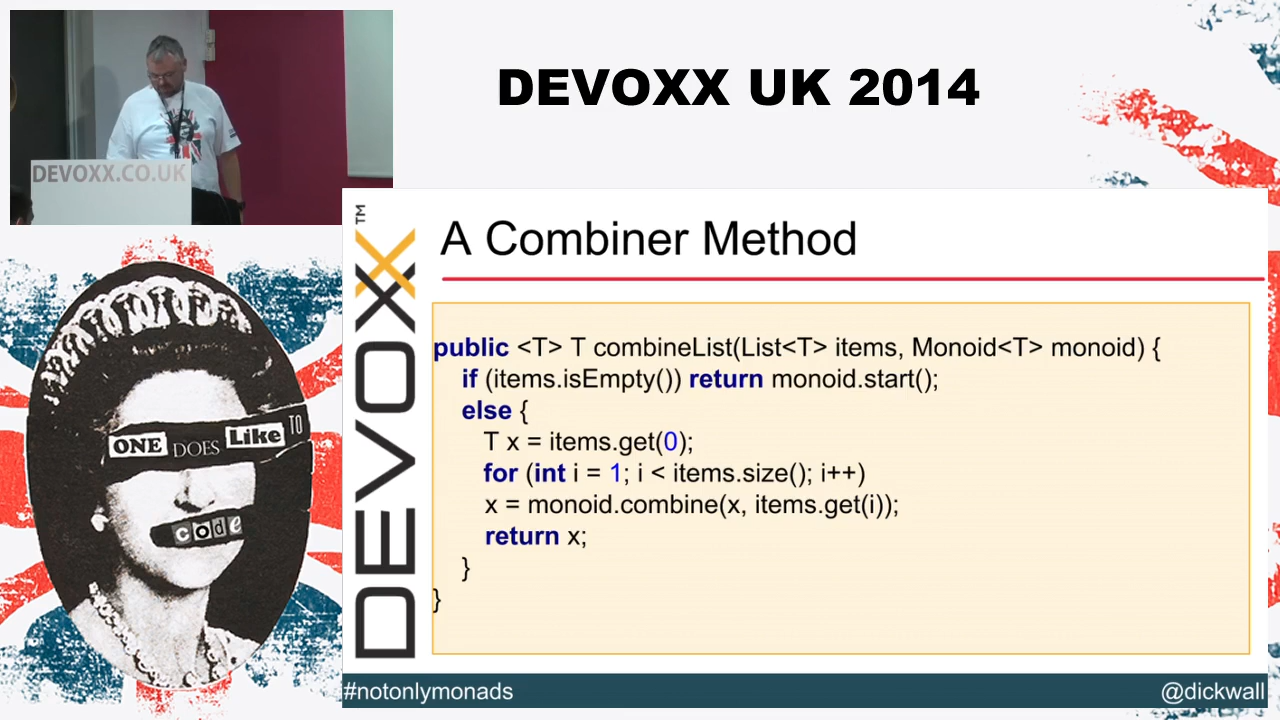 DEVOXX UK 2014
DEVOXX.CO.UK
DEVOXX™
A Combiner Method
public <T> T combineList(List<T> items, Monoid<T> monoid) {
if (items.isEmpty()) return monoid.start();
else {
T x = items.get(0);
for (int i = 1; i < items.size(); i++)
x = monoid.combine(x, items.get(i));
return x;
}
}
ONE DOES Like TO
code
#notonlymonads
@dickwall